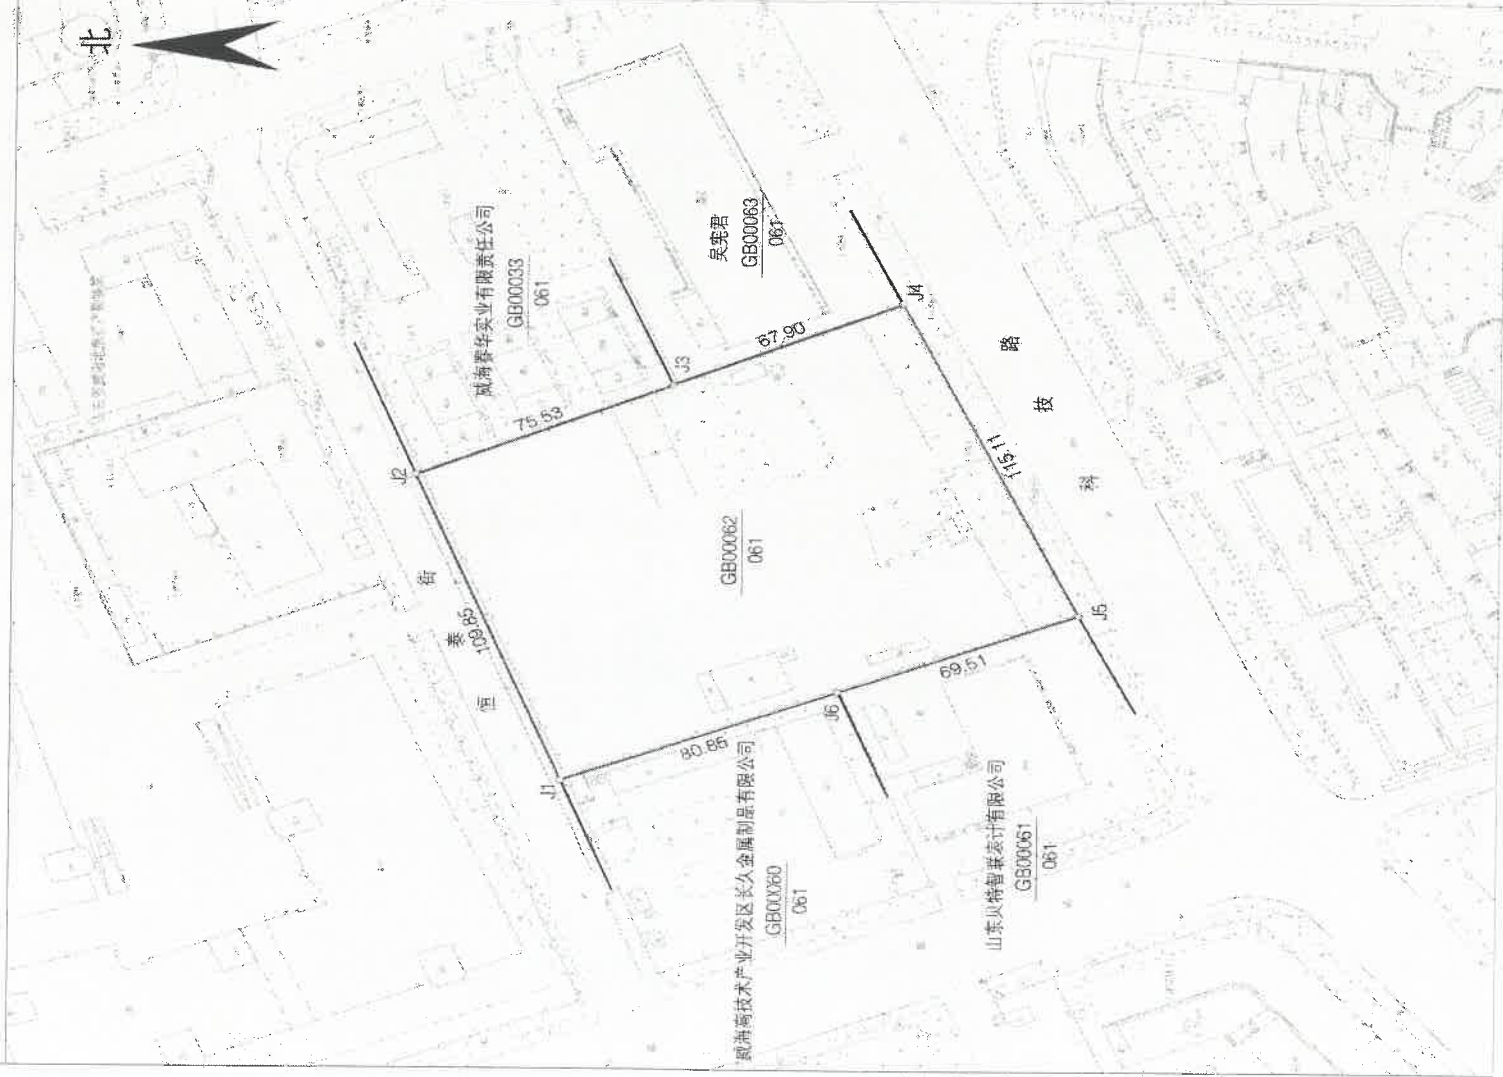 北
威海春华实业有限责任公司
GB00033
061
吴宪君
GB00063
061
J2
75.53
J3
67.90
J4
恒
泰
街
109.85
GB00062
061
115.11
科
技
路
J1
80.86
J6
69.51
J5
威海高技术产业开发区长久金属制品有限公司
GB00060
061
山东贝特智联表计有限公司
GB00061
061